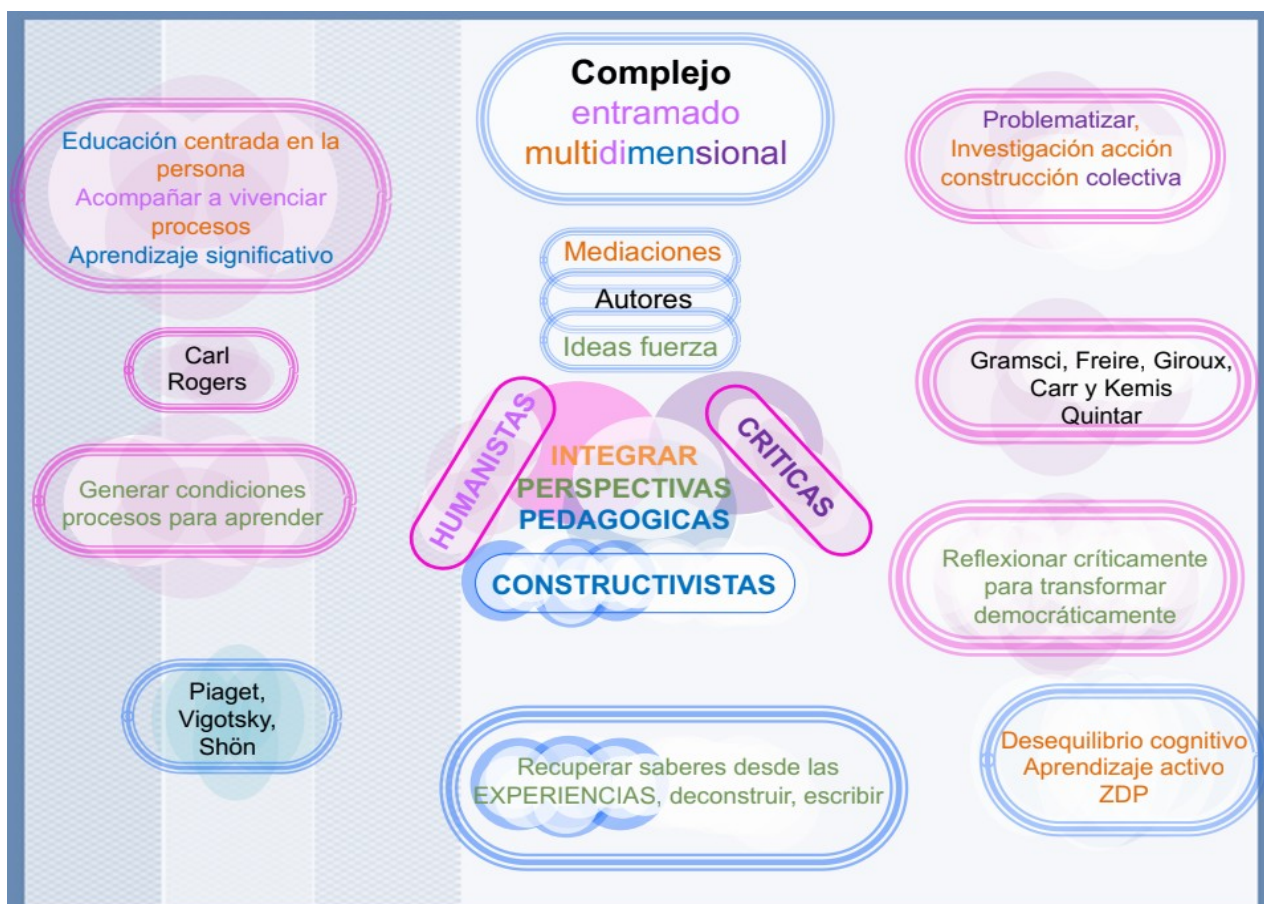 Complejo
entramado
multidimensional
Educación centrada en la
persona
Acompañar a vivenciar
procesos
Aprendizaje significativo
Problematizar,
Investigación acción
construcción colectiva
Mediaciones
Autores
Ideas fuerza
Carl
Rogers
Gramsci, Freire, Giroux,
Carr y Kemis
Quintar
HUMANISTAS
INTEGRAR
PERSPECTIVAS
PEDAGOGICAS
CRITICAS
CONSTRUCTIVISTAS
Generar condiciones
procesos para aprender
Reflexionar críticamente
para transformar
democráticamente
Piaget,
Vigotsky,
Shön
Recuperar saberes desde las
EXPERIENCIAS, deconstruir, escribir
Desequilibrio cognitivo
Aprendizaje activo
ZDP